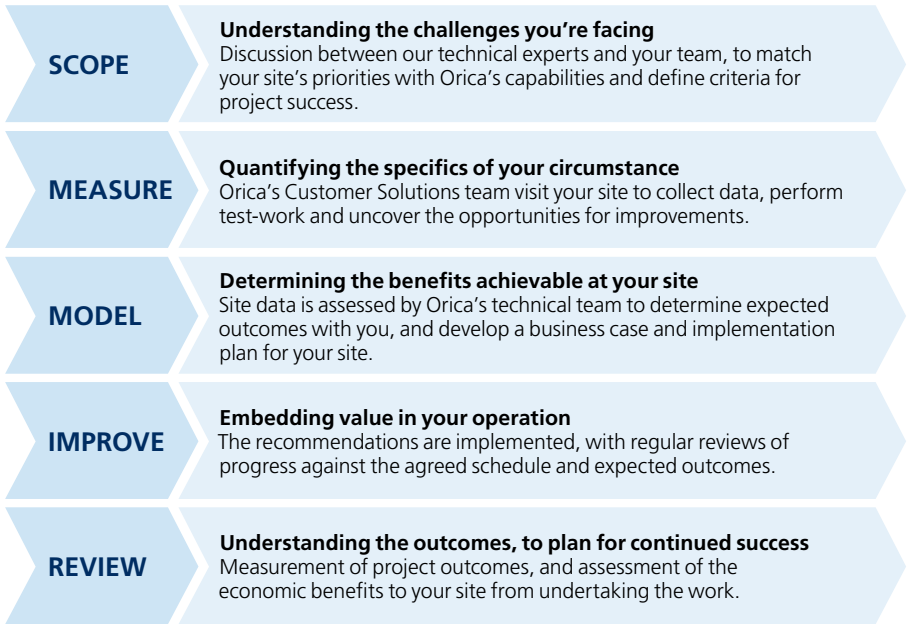 SCOPE
Understanding the challenges you’re facing
Discussion between our technical experts and your team, to match
your site’s priorities with Orica’s capabilities and define criteria for
project success.
MEASURE
Quantifying the specifics of your circumstance
Orica’s Customer Solutions team visit your site to collect data, perform
test-work and uncover the opportunities for improvements.
MODEL
Determining the benefits achievable at your site
Site data is assessed by Orica’s technical team to determine expected
outcomes with you, and develop a business case and implementation
plan for your site.
IMPROVE
Embedding value in your operation
The recommendations are implemented, with regular reviews of
progress against the agreed schedule and expected outcomes.
REVIEW
Understanding the outcomes, to plan for continued success
Measurement of project outcomes, and assessment of the
economic benefits to your site from undertaking the work.